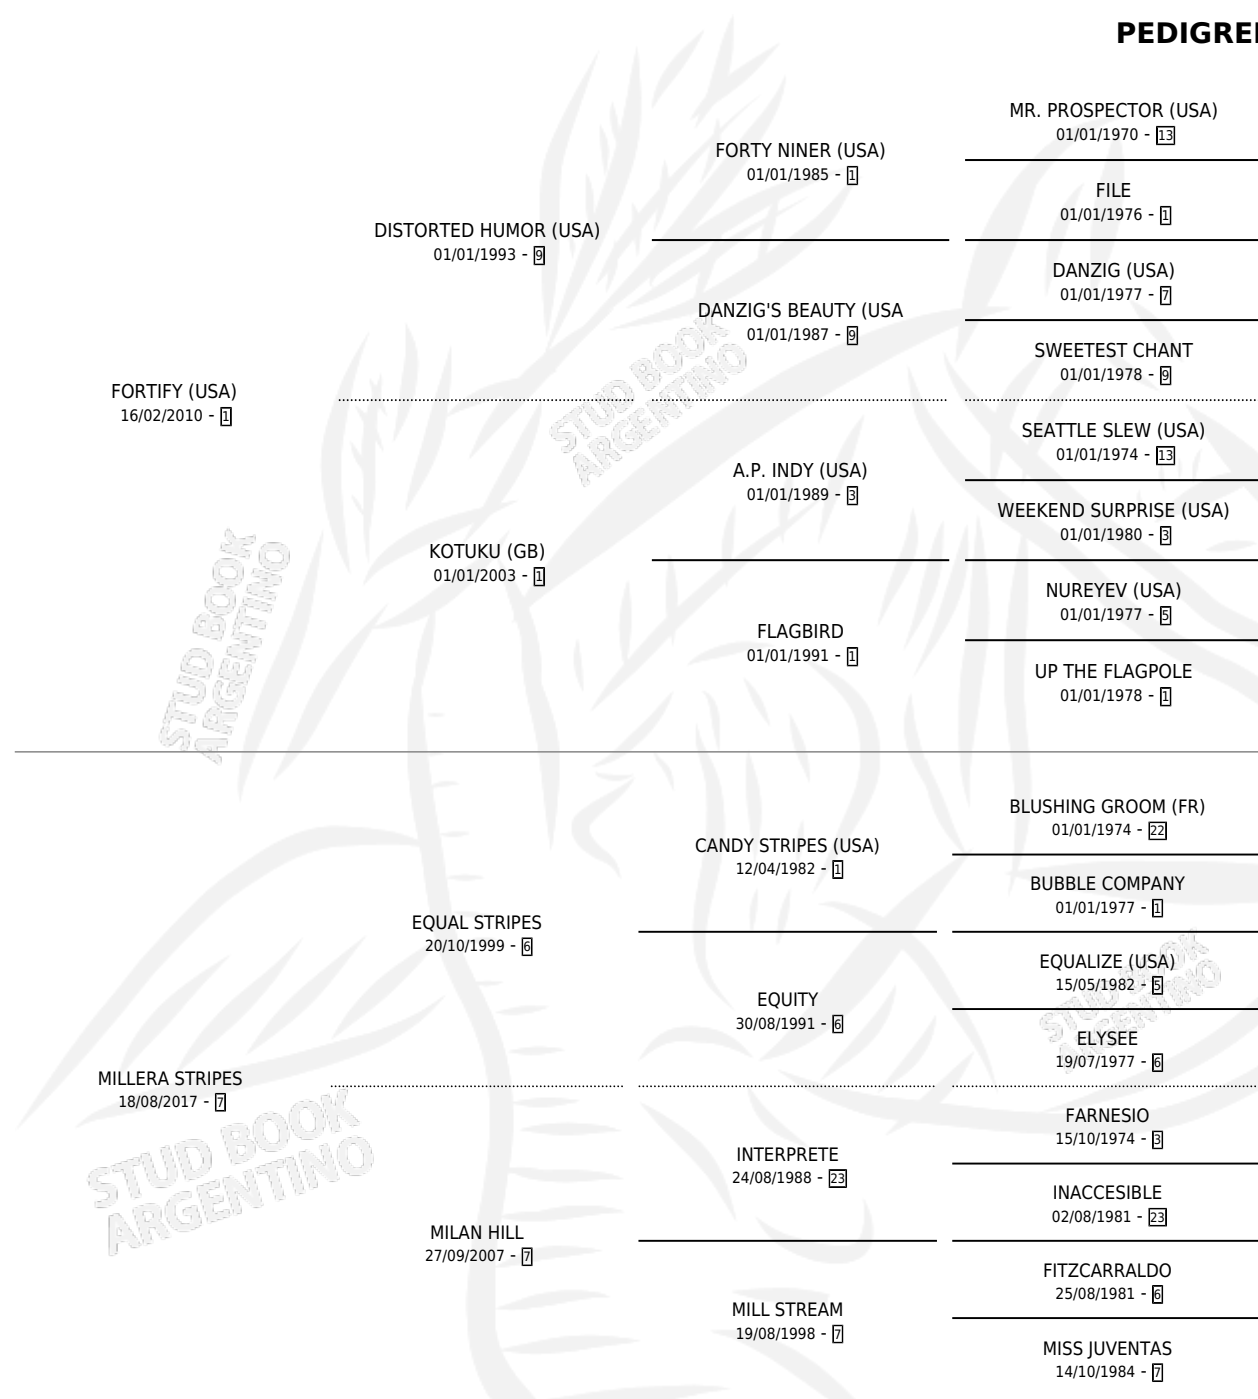 PEDIGREE
MR. PROSPECTOR (USA)
01/01/1970 - 13
FORTY NINER (USA)
01/01/1985 - 1
FILE
01/01/1976 - 1
DISTORTED HUMOR (USA)
01/01/1993 - 9
DANZIG (USA)
01/01/1977 - 7
DANZIG'S BEAUTY (USA
01/01/1987 - 9
SWEETEST CHANT
01/01/1978 - 9
FORTIFY (USA)
16/02/2010 - 1
SEATTLE SLEW (USA)
01/01/1974 - 13
A.P. INDY (USA)
01/01/1989 - 3
WEEKEND SURPRISE (USA)
01/01/1980 - 3
KOTUKU (GB)
01/01/2003 - 1
NUREYEV (USA)
01/01/1977 - 5
FLAGBIRD
01/01/1991 - 1
UP THE FLAGPOLE
01/01/1978 - 1
STUD BOOK
ARGENTINO
STUD BOOK
ARGENTINO
BLUSHING GROOM (FR)
01/01/1974 - 22
CANDY STRIPES (USA)
12/04/1982 - 1
BUBBLE COMPANY
01/01/1977 - 1
EQUAL STRIPES
20/10/1999 - 6
EQUALIZE (USA)
15/05/1982 - 5
EQUITY
30/08/1991 - 6
ELYSEE
19/07/1977 - 6
MILLERA STRIPES
18/08/2017 - 7
FARNESIO
15/10/1974 - 3
INTERPRETE
24/08/1988 - 23
INACCESIBLE
02/08/1981 - 23
MILAN HILL
27/09/2007 - 7
FITZCARRALDO
25/08/1981 - 6
MILL STREAM
19/08/1998 - 7
MISS JUVENTAS
14/10/1984 - 7
STUD BOOK
ARGENTINO
STUD BOOK
ARGENTINO